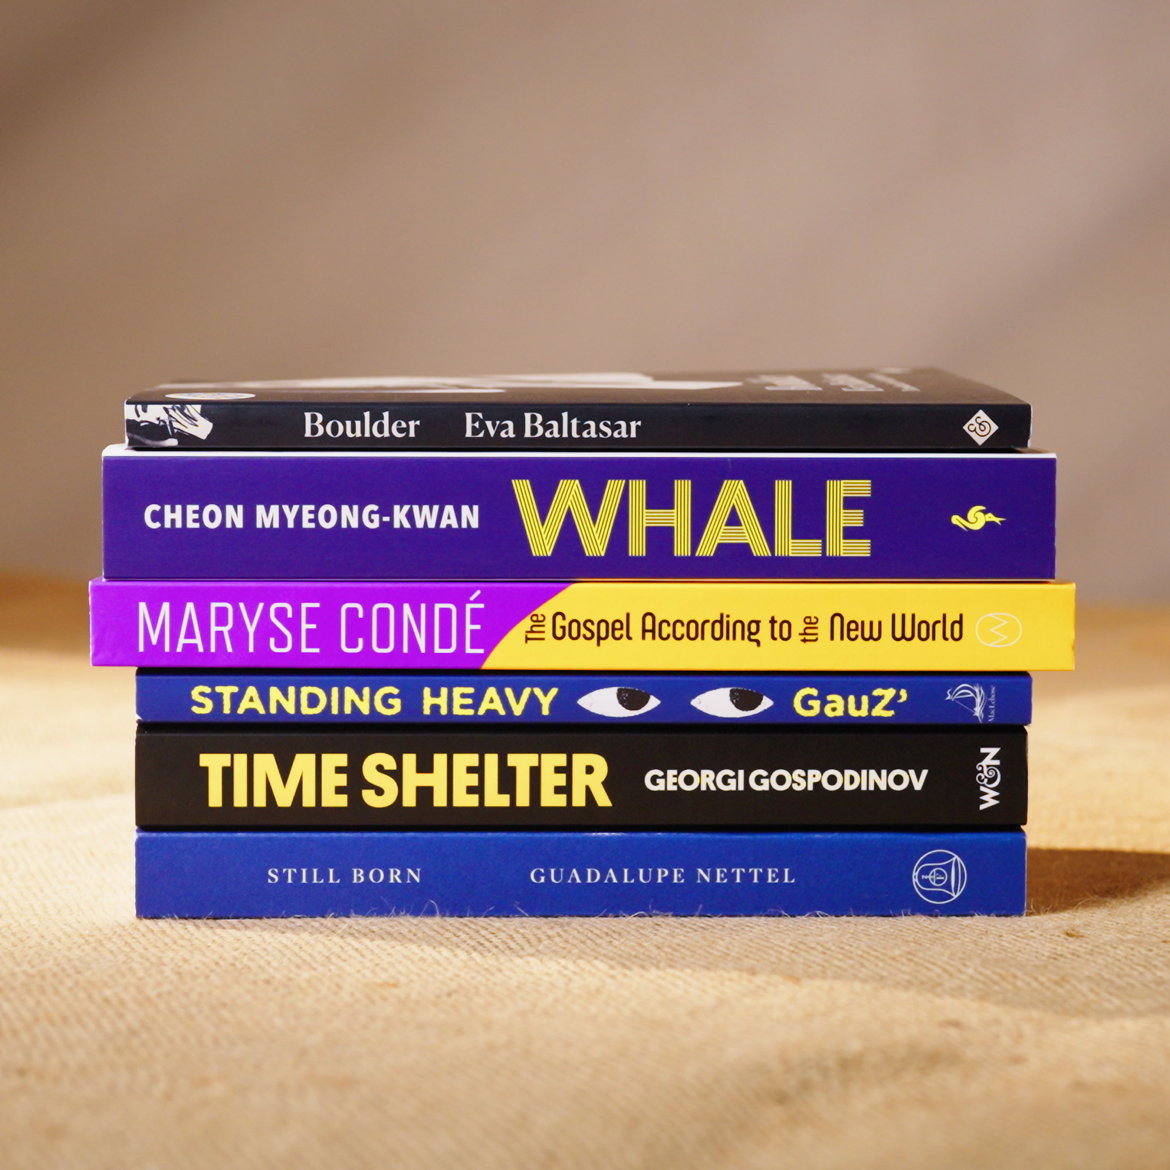 Boulder Eva Baltasar
CHEON MYEONG-KWAN WHALE
MARYSE CONDÉ The Gospel According to the New World
STANDING HEAVY GauZ' MacLehose
TIME SHELTER GEORGI GOSPODINOV W&N
STILL BORN GUADALUPE NETTEL